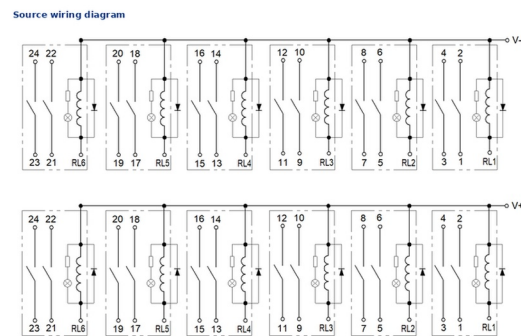 Source wiring diagram
V-
24 22 20 18 16 14 12 10 8 6 4 2
23 21 RL6 19 17 RL5 15 13 RL4 11 9 RL3 7 5 RL2 3 1 RL1
V+
24 22 20 18 16 14 12 10 8 6 4 2
23 21 RL6 19 17 RL5 15 13 RL4 11 9 RL3 7 5 RL2 3 1 RL1